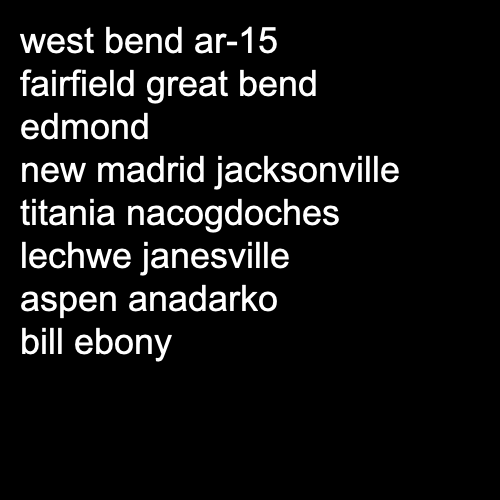 west bend ar-15
fairfield great bend
edmond
new madrid jacksonville
titania nacogdoches
lechwe janesville
aspen anadarko
bill ebony